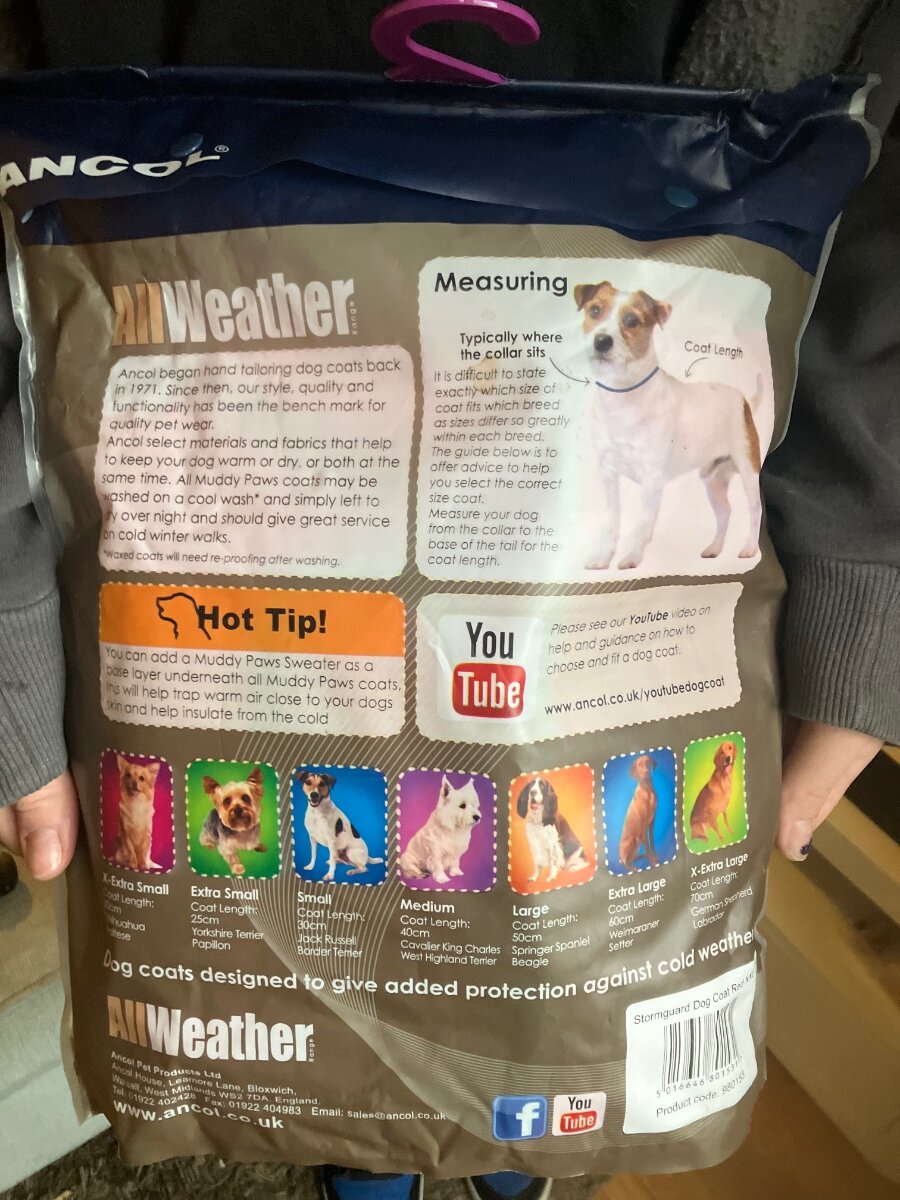 ANCOL®
AllWeather
Range
Ancol began hand tailoring dog coats back
in 1971. Since then, our style, quality and
functionality has been the bench mark for
quality pet wear.
Ancol select materials and fabrics that help
to keep your dog warm or dry, or both at the
same time. All Muddy Paws coats may be
washed on a cool wash* and simply left to
y over night and should give great service
on cold winter walks.
*Waxed coats will need re-proofing after washing.
Measuring
Typically where
the collar sits
Coat Length
It is difficult to state
exactly which size of
coat fits which breed
as sizes differ so greatly
within each breed.
The guide below is to
offer advice to help
you select the correct
size coat.
Measure your dog
from the collar to the
base of the tail for the
coat length.
Hot Tip!
You can add a Muddy Paws Sweater as a
base layer underneath all Muddy Paws coats,
this will help trap warm air close to your dogs
skin and help insulate from the cold
You
Tube
Please see our YouTube video on
help and guidance on how to
choose and fit a dog coat.
www.ancol.co.uk/youtubedogcoat
X-Extra Small
Coat Length:
cm
huahua
tese
Extra Small
Coat Length:
25cm
Yorkshire Terrier
Papillon
Small
Coat Length:
30cm
Jack Russell
Border Terrier
Medium
Coat Length:
40cm
Cavalier King Charles
West Highland Terrier
Large
Coat Length:
50cm
Springer Spaniel
Beagle
Extra Large
Coat Length:
60cm
Weimaraner
Setter
X-Extra Large
Coat Length:
70cm
German Shepherd
Labrador
Dog coats designed to give added protection against cold weather
AllWeather
Range
Ancol Pet Products Ltd
Ancol House, Leamore Lane, Bloxwich,
Walsall, West Midlands WS2 7DA, England.
Tel: 01922 402428 Fax: 01922 404983 Email: sales@ancol.co.uk
www.ancol.co.uk
f
You
Tube
Stormguard Dog Coat Red
5 016646 801531
Product code: 980153